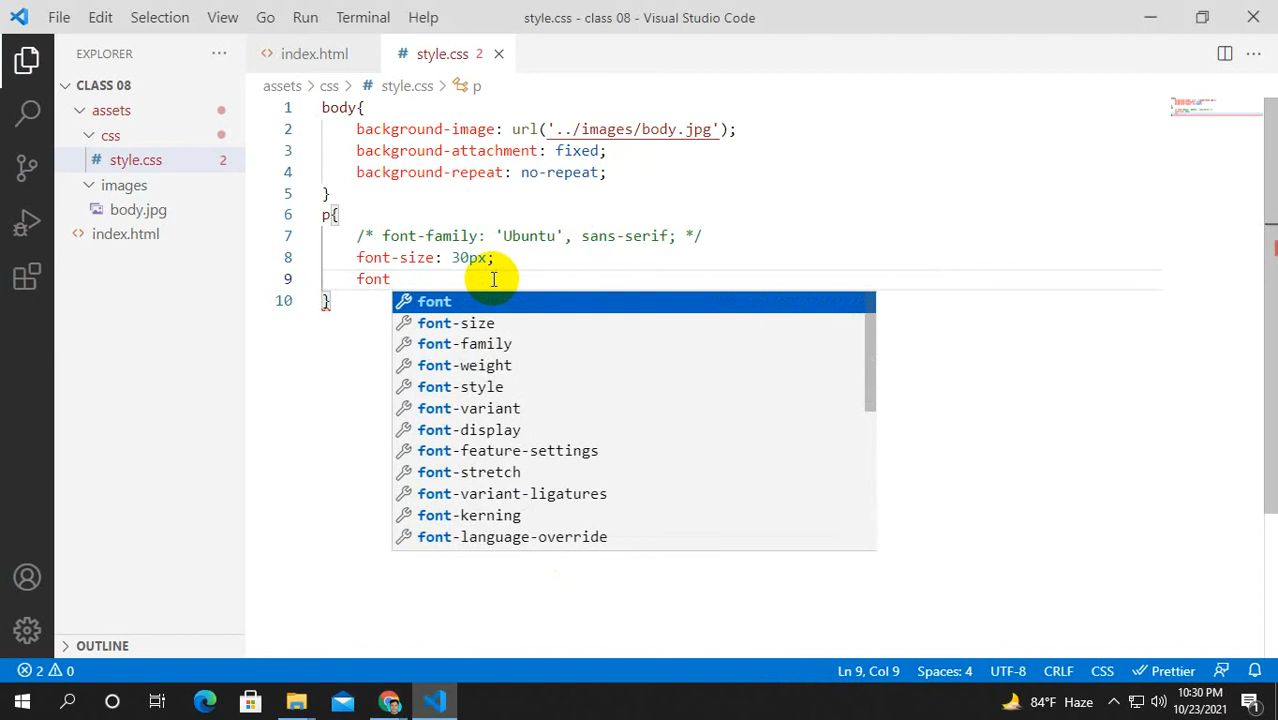 File Edit Selection View Go Run Terminal Help style.css - class 08 - Visual Studio Code
EXPLORER ··· index.html style.css 2
CLASS 08 assets > css > style.css > p
assets
css
style.css 2
images
body.jpg
index.html
1 body{
2 background-image: url('../images/body.jpg');
3 background-attachment: fixed;
4 background-repeat: no-repeat;
5 }
6 p{
7 /* font-family: 'Ubuntu', sans-serif; */
8 font-size: 30px;
9 font
10 }
font
font-size
font-family
font-weight
font-style
font-variant
font-display
font-feature-settings
font-stretch
font-variant-ligatures
font-kerning
font-language-override
OUTLINE
2 0 Ln 9, Col 9 Spaces: 4 UTF-8 CRLF CSS Prettier
84°F Haze 10:30 PM
10/23/2021 1